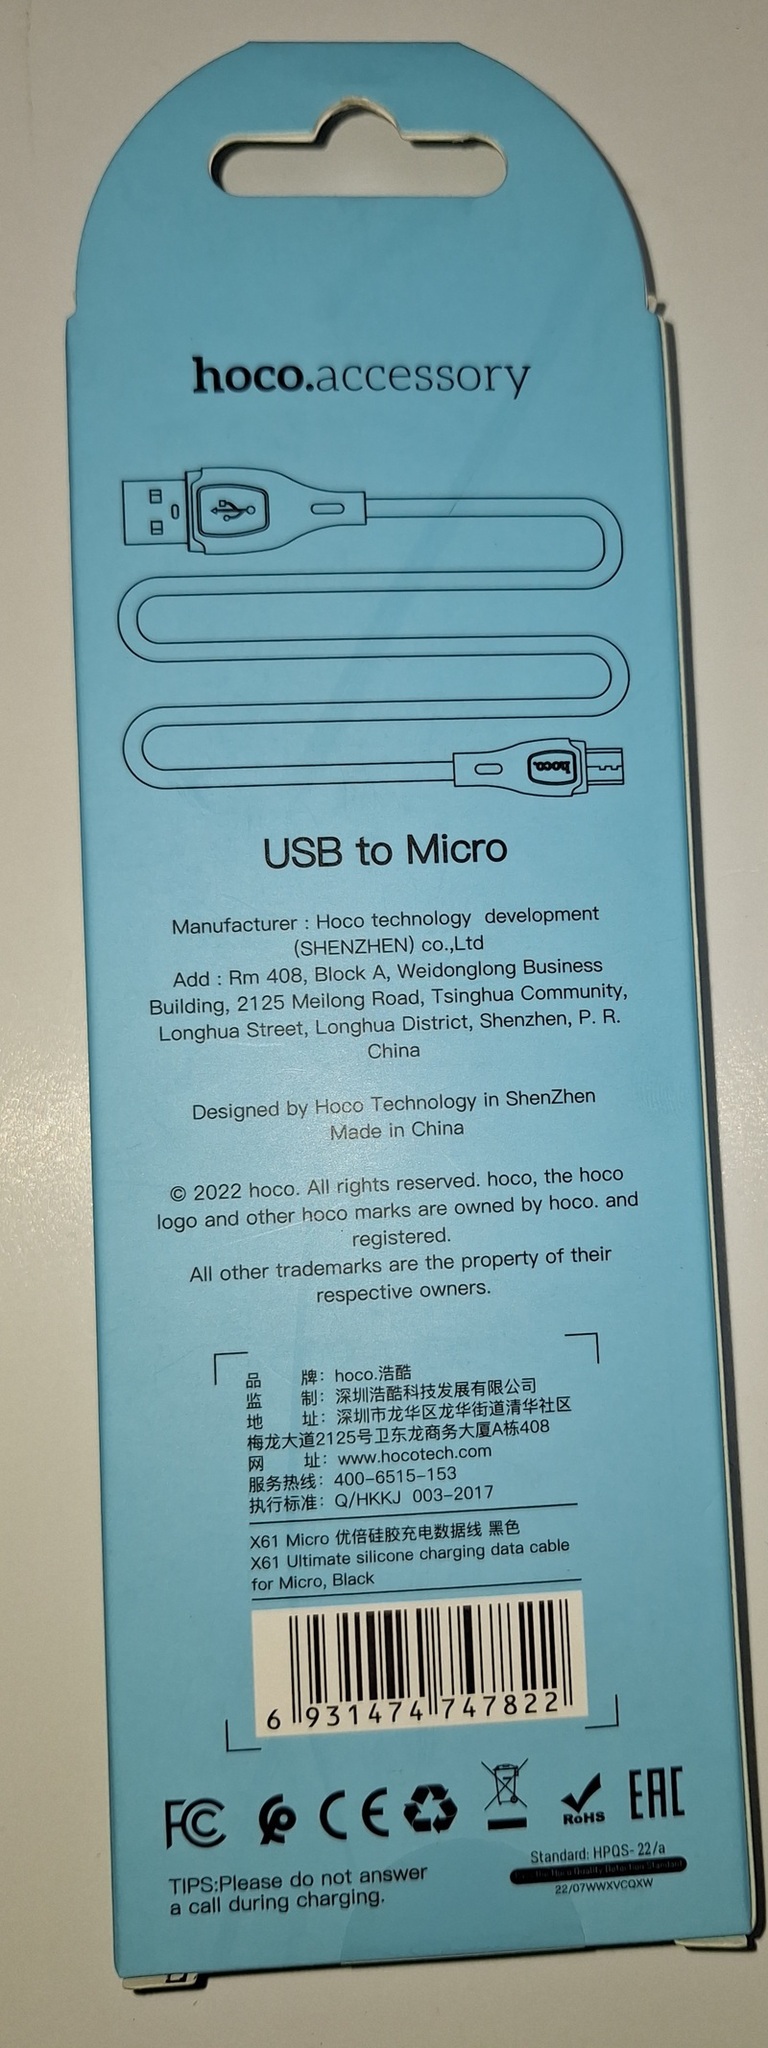 hoco.accessory
hoco.
USB to Micro
Manufacturer : Hoco technology development
(SHENZHEN) co.,Ltd
Add : Rm 408, Block A, Weidonglong Business
Building, 2125 Meilong Road, Tsinghua Community,
Longhua Street, Longhua District, Shenzhen, P. R.
China
Designed by Hoco Technology in ShenZhen
Made in China
© 2022 hoco. All rights reserved. hoco, the hoco
logo and other hoco marks are owned by hoco. and
registered.
All other trademarks are the property of their
respective owners.
品 牌: hoco.浩酷
监 制: 深圳浩酷科技发展有限公司
地 址: 深圳市龙华区龙华街道清华社区
梅龙大道2125号卫东龙商务大厦A栋408
网 址: www.hocotech.com
服务热线: 400-6515-153
执行标准: Q/HKKJ 003-2017
X61 Micro 优倍硅胶充电数据线 黑色
X61 Ultimate silicone charging data cable
for Micro, Black
6 931474 747822
FC CE RoHS EAC
TIPS:Please do not answer
a call during charging.
Standard: HPQS- 22/a
the Hoco Quality Detection Standard
22/07WWXVCQXW